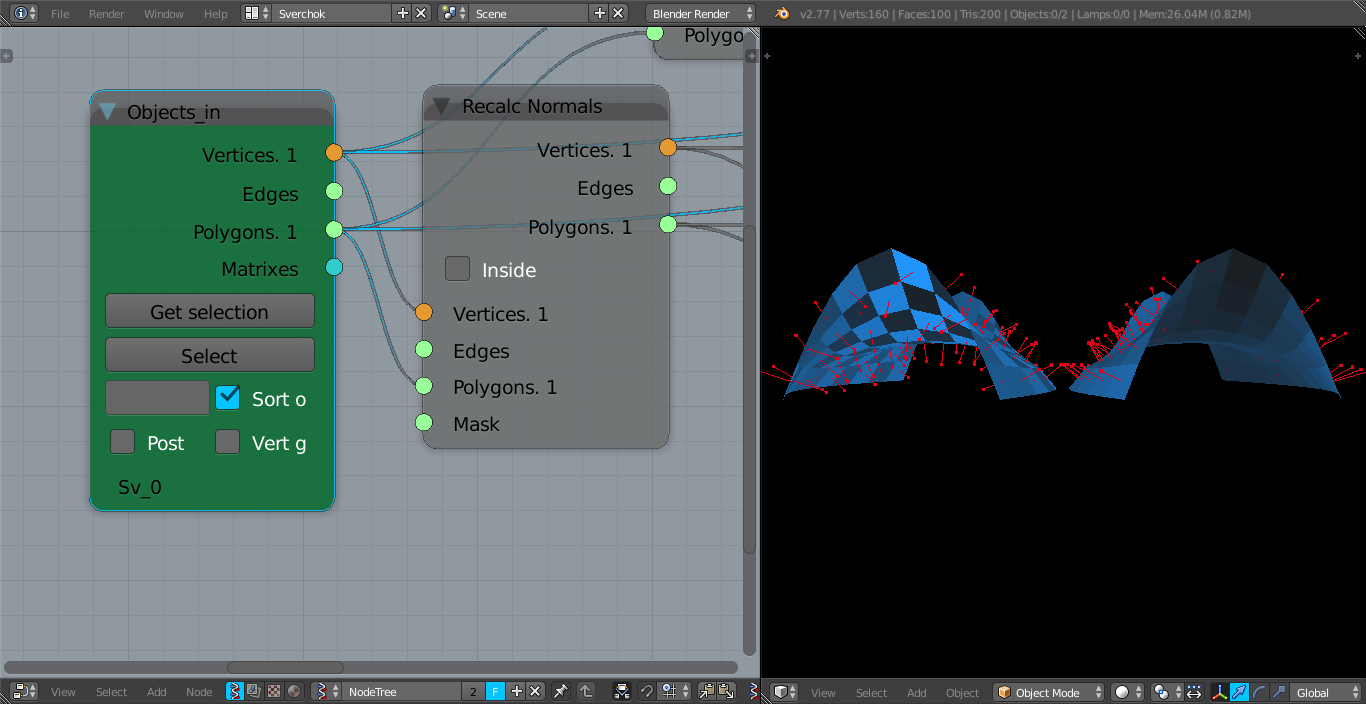 File Render Window Help Sverchok Scene Blender Render v2.77 | Verts:160 | Faces:100 | Tris:200 | Objects:0/2 | Lamps:0/0 | Mem:26.04M (0.82M)
Polygo
Objects_in
Vertices. 1
Edges
Polygons. 1
Matrixes
Get selection
Select
Sort o
Post Vert g
Sv_0
Recalc Normals
Vertices. 1
Edges
Polygons. 1
Inside
Vertices. 1
Edges
Polygons. 1
Mask
View Select Add Node NodeTree 2 F
View Select Add Object Object Mode Global